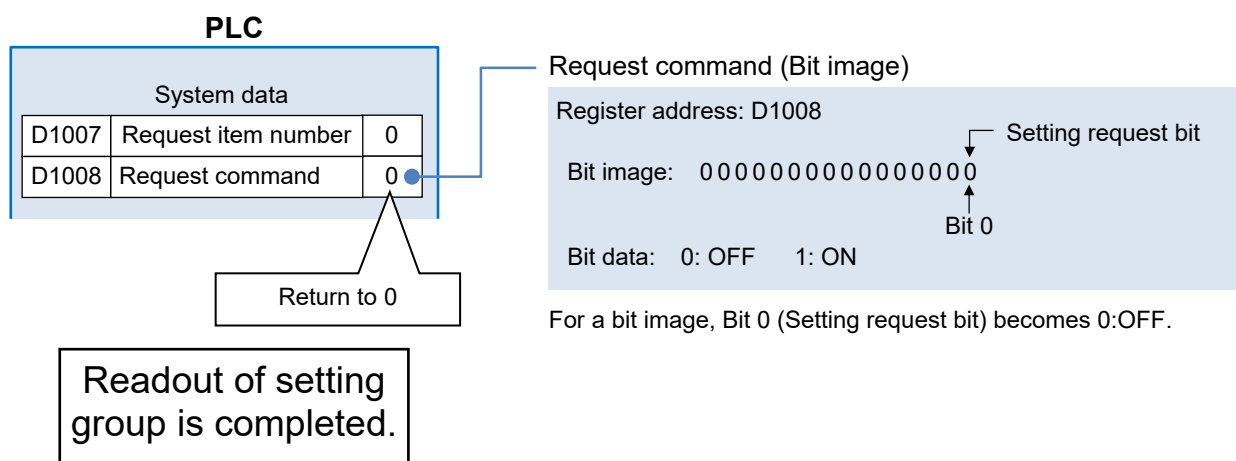 PLC
System data
D1007 Request item number 0
D1008 Request command 0
Return to 0
Readout of setting
group is completed.
Request command (Bit image)
Register address: D1008
Setting request bit
Bit image: 0000000000000000
Bit 0
Bit data: 0: OFF 1: ON
For a bit image, Bit 0 (Setting request bit) becomes 0:OFF.